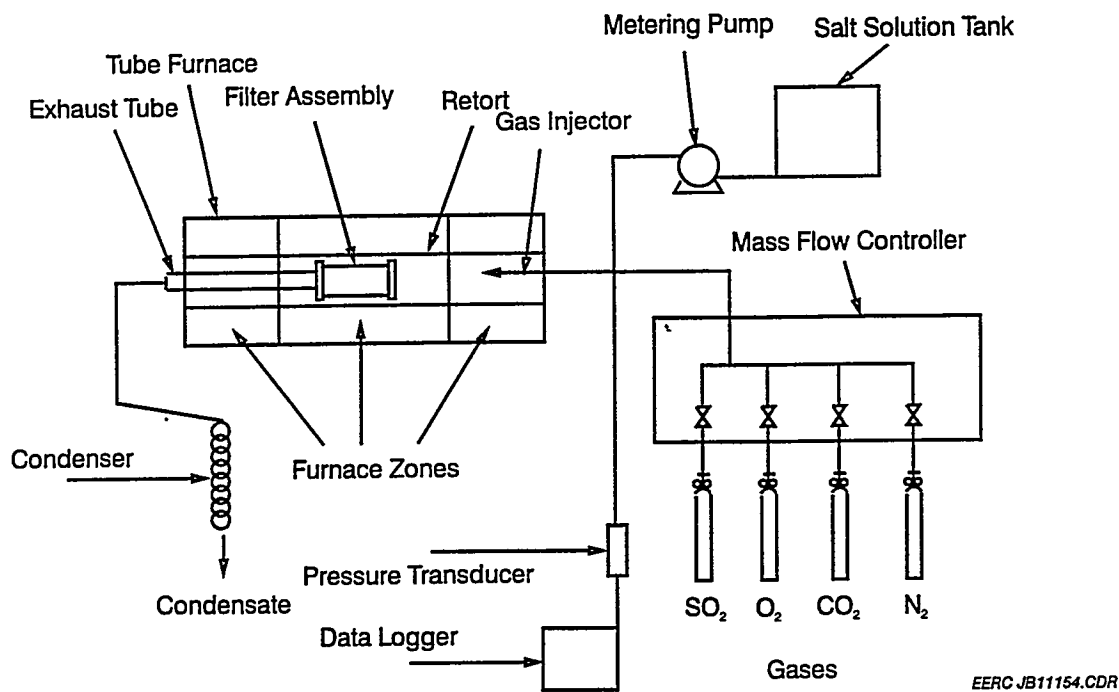 Metering Pump
Salt Solution Tank
Tube Furnace
Filter Assembly
Retort
Exhaust Tube
Gas Injector
Mass Flow Controller
Condenser
Furnace Zones
Pressure Transducer
Condensate
SO₂
O₂
CO₂
N₂
Data Logger
Gases
EERC JB11154.CDR